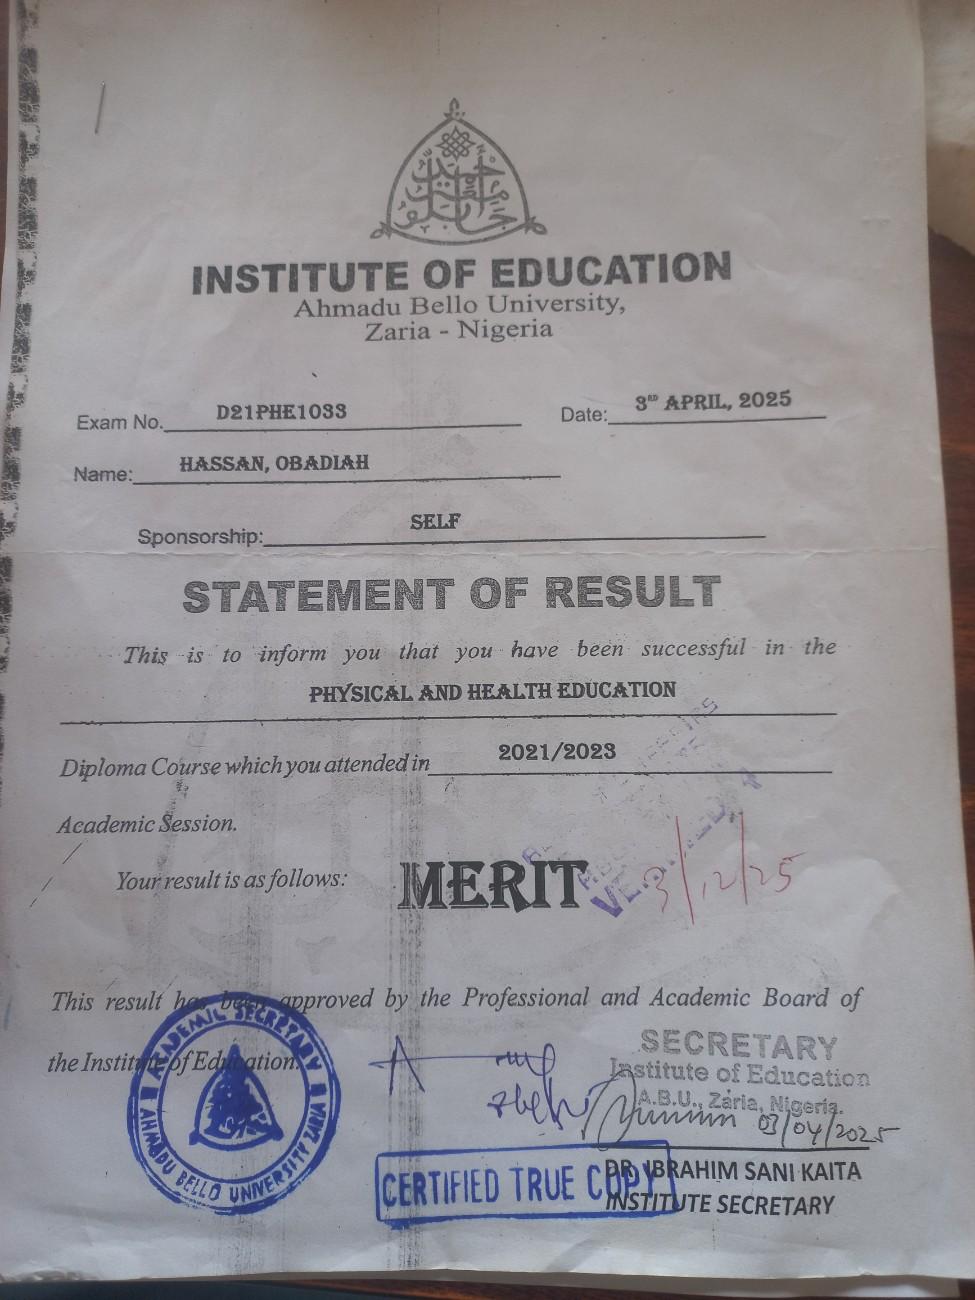 INSTITUTE OF EDUCATION
Ahmadu Bello University,
Zaria - Nigeria
Exam No. D21PHE1033 Date: 3RD APRIL, 2025
Name: HASSAN, OBADIAH
Sponsorship: SELF
STATEMENT OF RESULT
This is to inform you that you have been successful in the
PHYSICAL AND HEALTH EDUCATION
Diploma Course which you attended in 2021/2023
Academic Session.
Your result is as follows: MERIT
3/12/25
This result has been approved by the Professional and Academic Board of
the Institute of Education.
SECRETARY
Institute of Education
A.B.U., Zaria, Nigeria.
03/04/2025
DR. IBRAHIM SANI KAITA
INSTITUTE SECRETARY
CERTIFIED TRUE COPY
ACADEMIC SECRETARY
AHMADU BELLO UNIVERSITY ZARIA